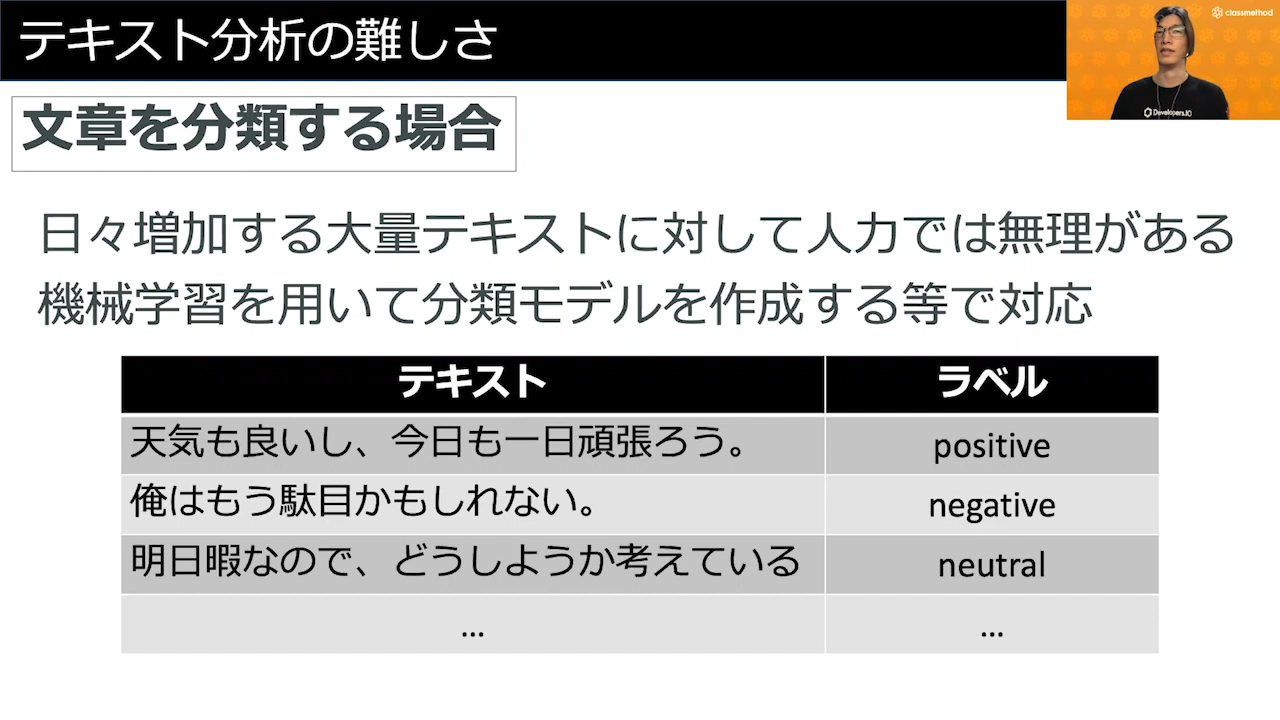 テキスト分析の難しさ
classmethod
Developers.IO
文章を分類する場合
日々増加する大量テキストに対して人力では無理がある
機械学習を用いて分類モデルを作成する等で対応
テキスト ラベル
天気も良いし、今日も一日頑張ろう。 positive
俺はもう駄目かもしれない。 negative
明日暇なので、どうしようか考えている neutral
... ...